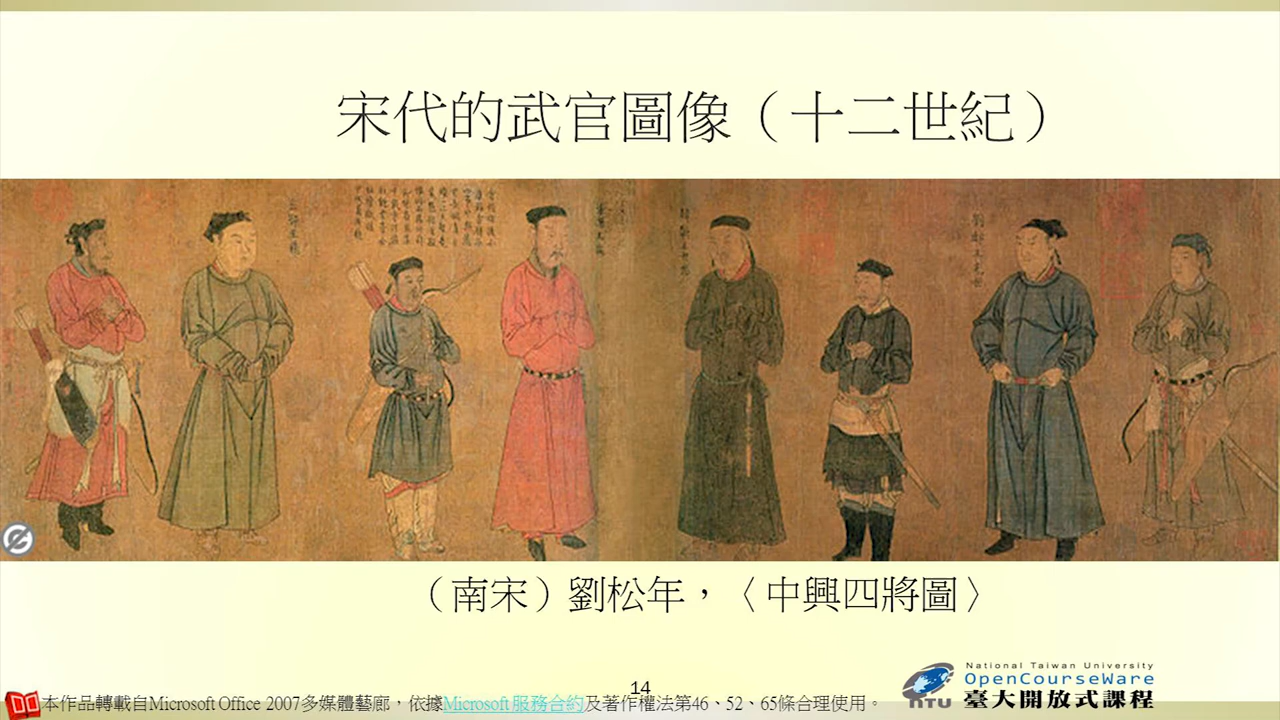 宋代的武官圖像（十二世紀）
（南宋）劉松年，〈中興四將圖〉
14
National Taiwan University
OpenCourseWare
NTU 臺大開放式課程
本作品轉載自Microsoft Office 2007多媒體藝廊，依據Microsoft 服務合約及著作權法第46、52、65條合理使用。